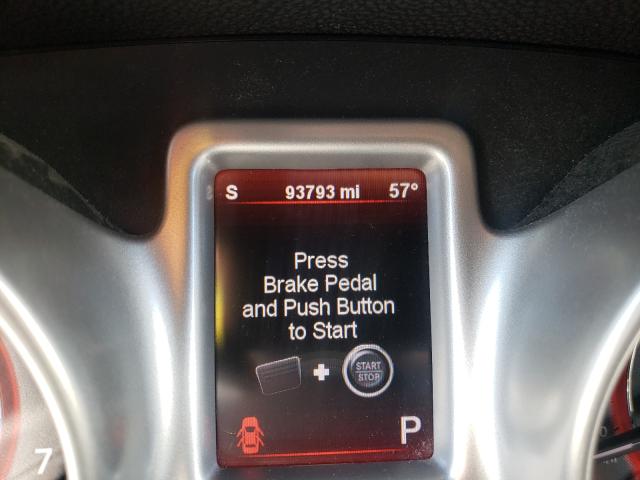 S 93793 mi 57°
Press
Brake Pedal
and Push Button
to Start
START
STOP
P
7